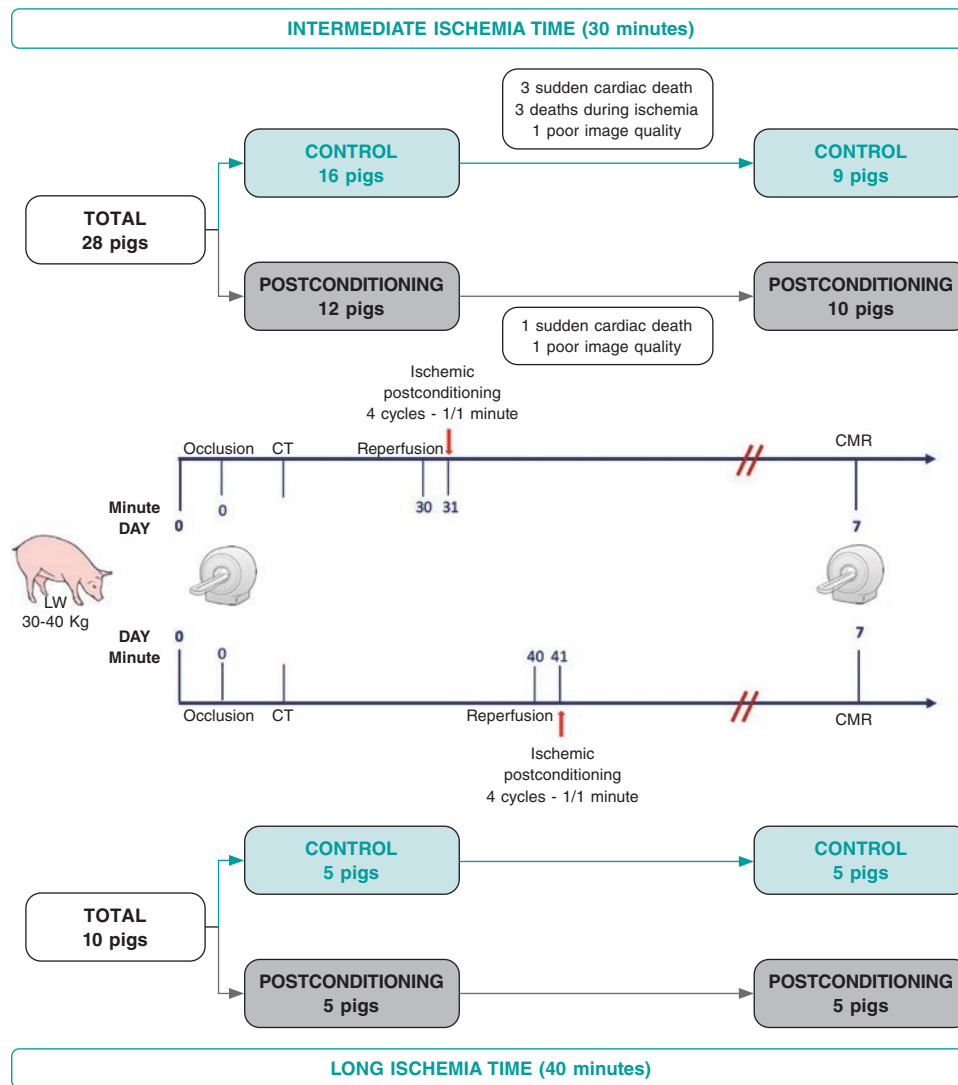 INTERMEDIATE ISCHEMIA TIME (30 minutes)
3 sudden cardiac death
3 deaths during ischemia
1 poor image quality
CONTROL
16 pigs
CONTROL
9 pigs
TOTAL
28 pigs
POSTCONDITIONING
12 pigs
POSTCONDITIONING
10 pigs
1 sudden cardiac death
1 poor image quality
Ischemic
postconditioning
4 cycles - 1/1 minute
Occlusion CT Reperfusion CMR
Minute 0 30 31
DAY 0 7
LW
30-40 Kg
DAY 0 7
Minute 0 40 41
Occlusion CT Reperfusion CMR
Ischemic
postconditioning
4 cycles - 1/1 minute
CONTROL
5 pigs
CONTROL
5 pigs
TOTAL
10 pigs
POSTCONDITIONING
5 pigs
POSTCONDITIONING
5 pigs
LONG ISCHEMIA TIME (40 minutes)